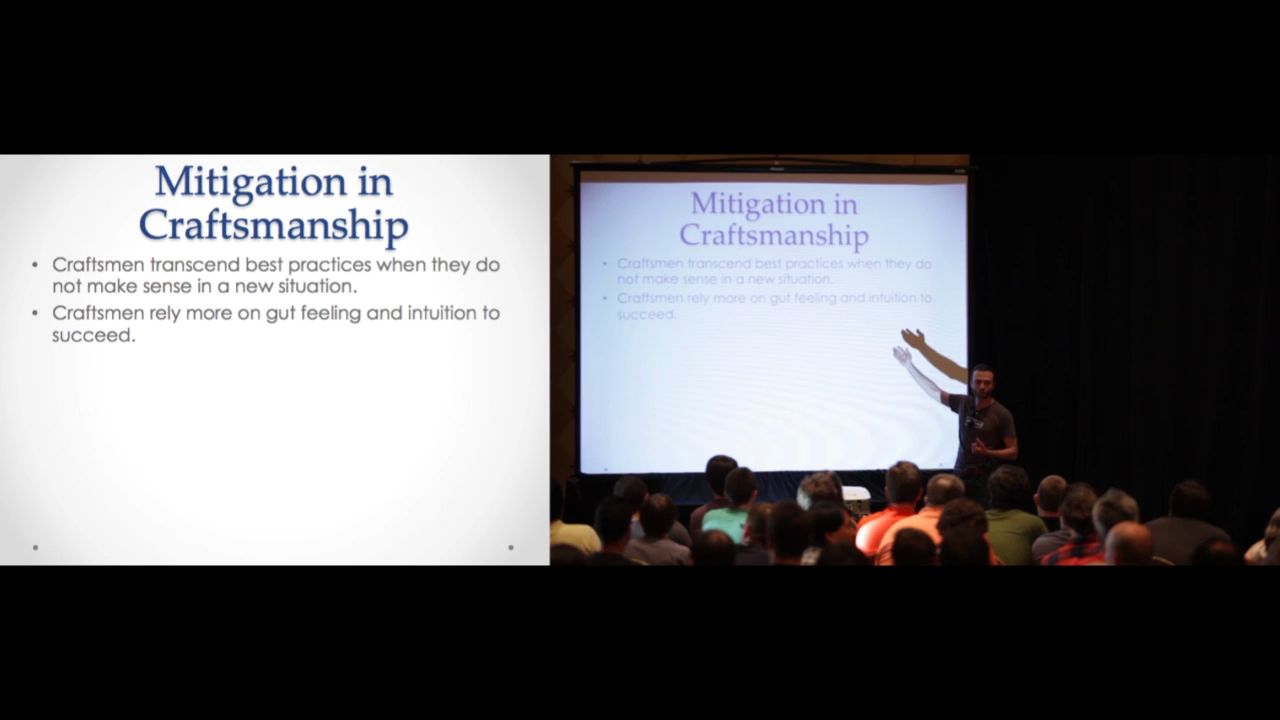 Mitigation in
Craftsmanship
• Craftsmen transcend best practices when they do
not make sense in a new situation.
• Craftsmen rely more on gut feeling and intuition to
succeed.
Mitigation in
Craftsmanship
• Craftsmen transcend best practices when they do
not make sense in a new situation.
• Craftsmen rely more on gut feeling and intuition to
succeed.